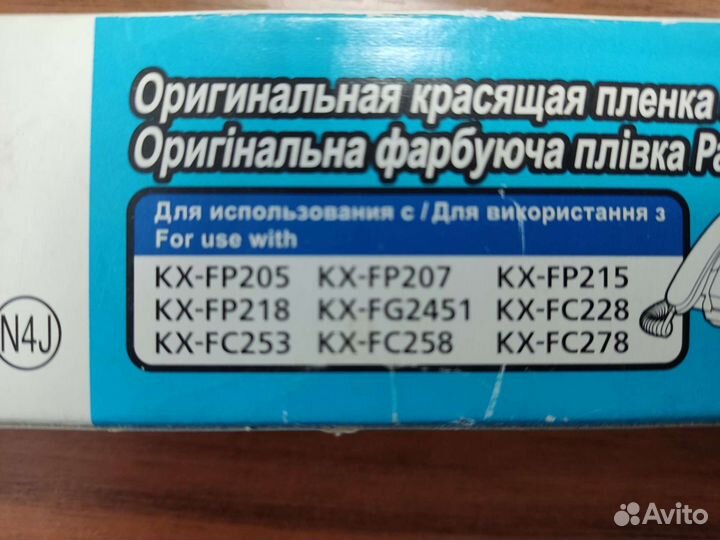 Оригинальная красящая пленка
Оригінальна фарбуюча плівка Pa
Для использования с / Для використання з
For use with
KX-FP205 KX-FP207 KX-FP215
KX-FP218 KX-FG2451 KX-FC228
KX-FC253 KX-FC258 KX-FC278
N4J
Avito